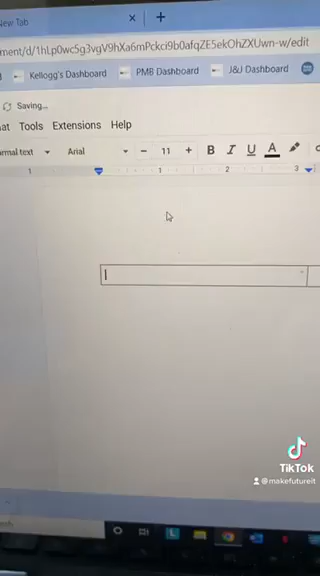 New Tab
ment/d/1hLp0wc5g3vgV9hXa6mPckci9b0afqZE5ekOhZXUwn-w/edit
Kellogg's Dashboard PMB Dashboard J&J Dashboard
Saving...
at Tools Extensions Help
rmal text Arial 11 B I U A
1 1 2 3
TikTok
@makefutureit